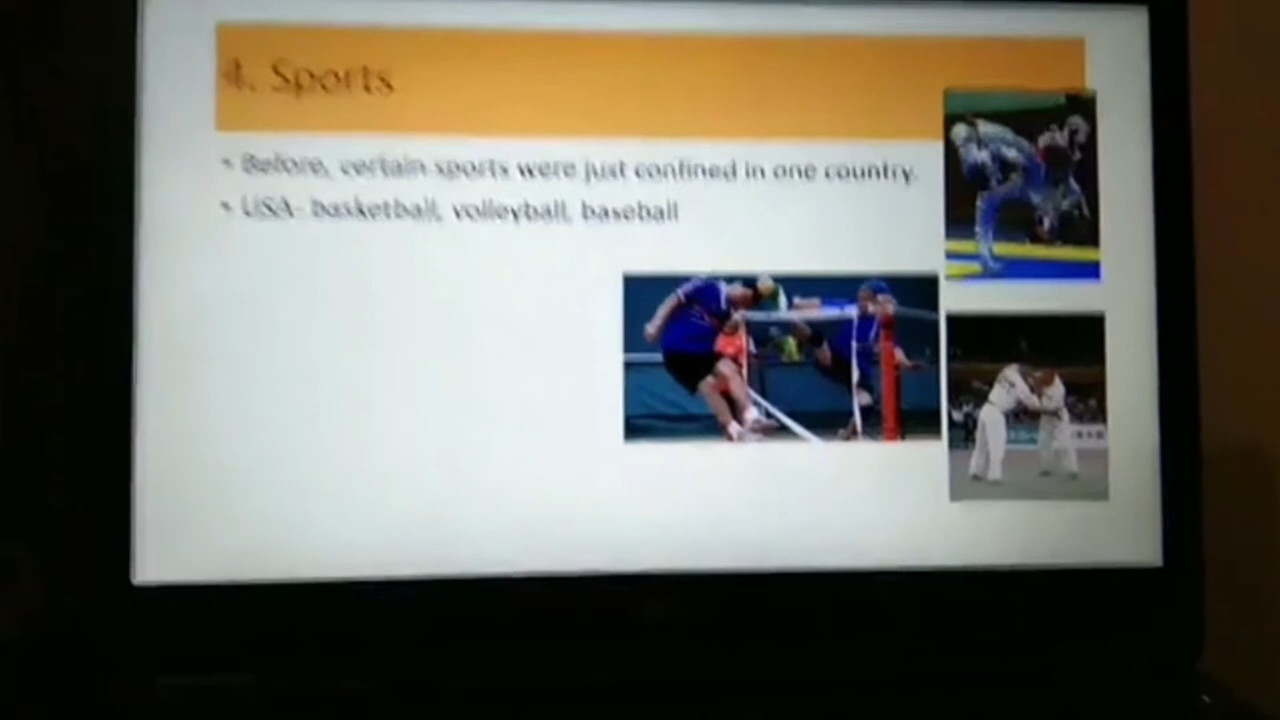 4. Sports
• Before, certain sports were just confined in one country.
• USA- basketball, volleyball, baseball